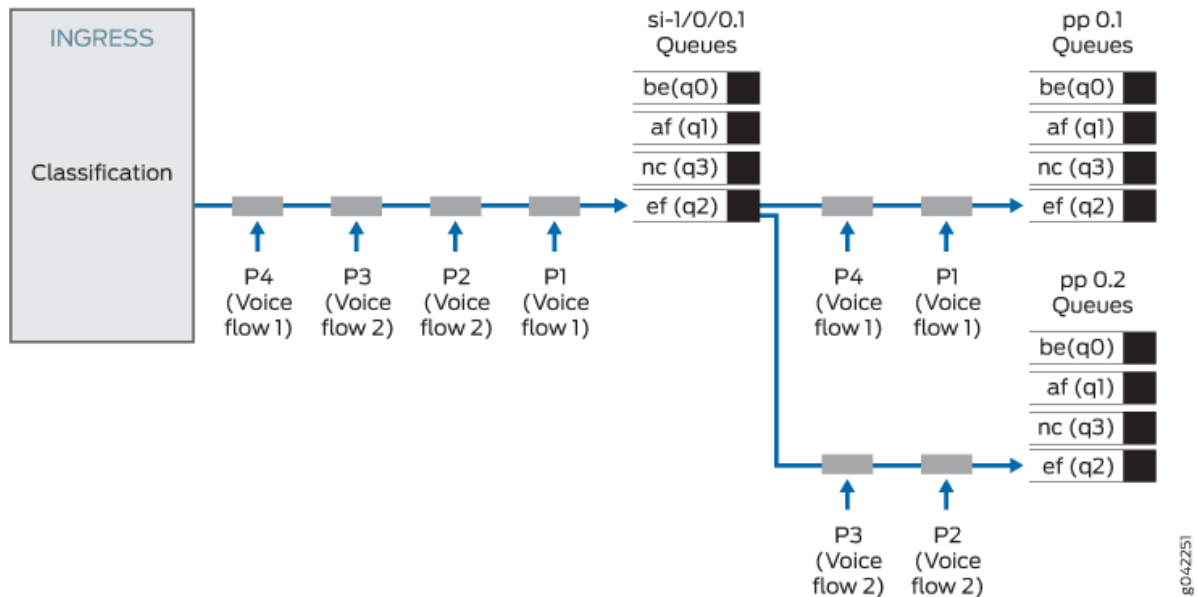 INGRESS
Classification
P4
(Voice
flow 1)
P3
(Voice
flow 2)
P2
(Voice
flow 2)
P1
(Voice
flow 1)
si-1/0/0.1
Queues
be(q0)
af (q1)
nc (q3)
ef (q2)
P4
(Voice
flow 1)
P1
(Voice
flow 1)
pp 0.1
Queues
be(q0)
af (q1)
nc (q3)
ef (q2)
P3
(Voice
flow 2)
P2
(Voice
flow 2)
pp 0.2
Queues
be(q0)
af (q1)
nc (q3)
ef (q2)
g042251